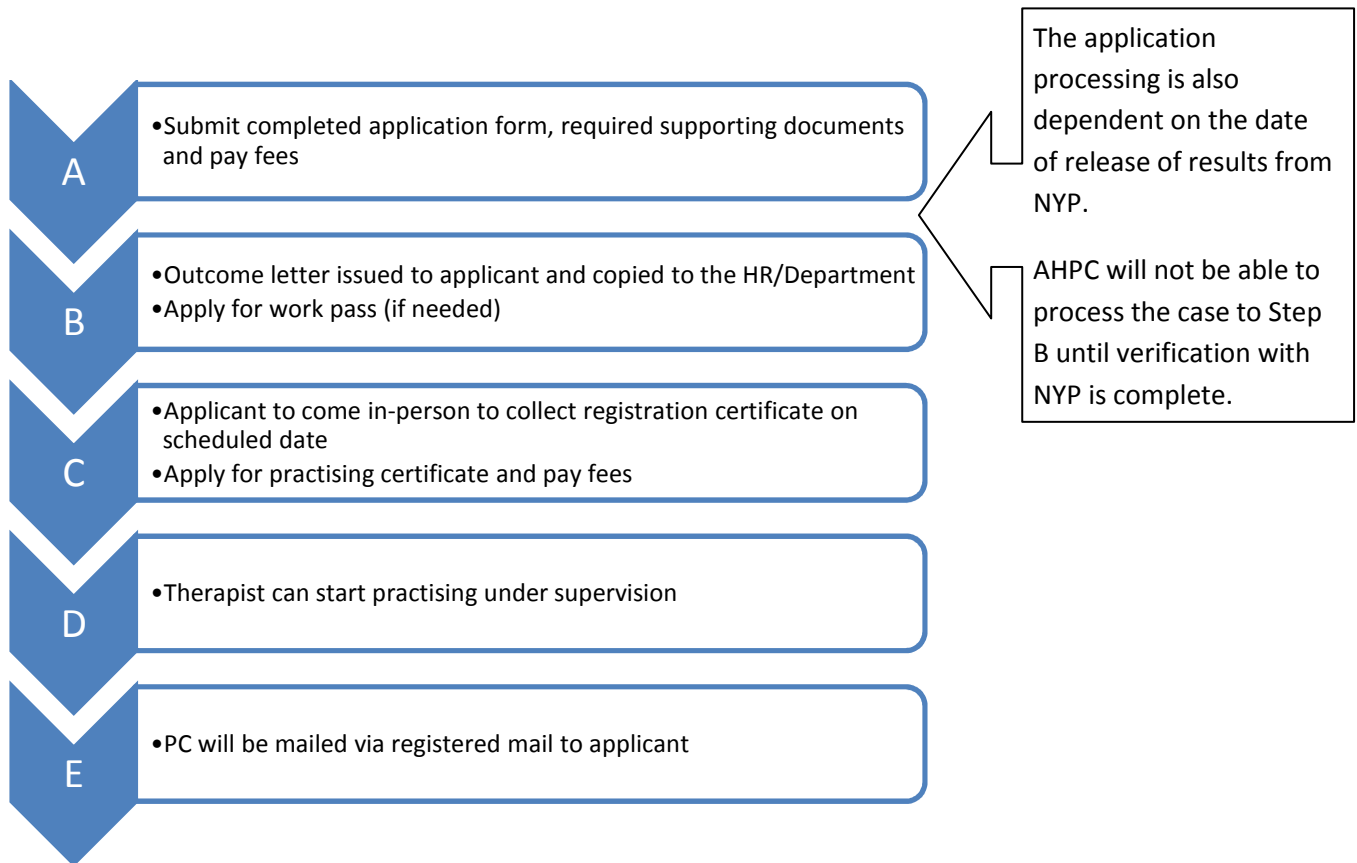 A
•Submit completed application form, required supporting documents
and pay fees
B
•Outcome letter issued to applicant and copied to the HR/Department
•Apply for work pass (if needed)
C
•Applicant to come in-person to collect registration certificate on
scheduled date
•Apply for practising certificate and pay fees
D
•Therapist can start practising under supervision
E
•PC will be mailed via registered mail to applicant
The application
processing is also
dependent on the date
of release of results from
NYP.
AHPC will not be able to
process the case to Step
B until verification with
NYP is complete.